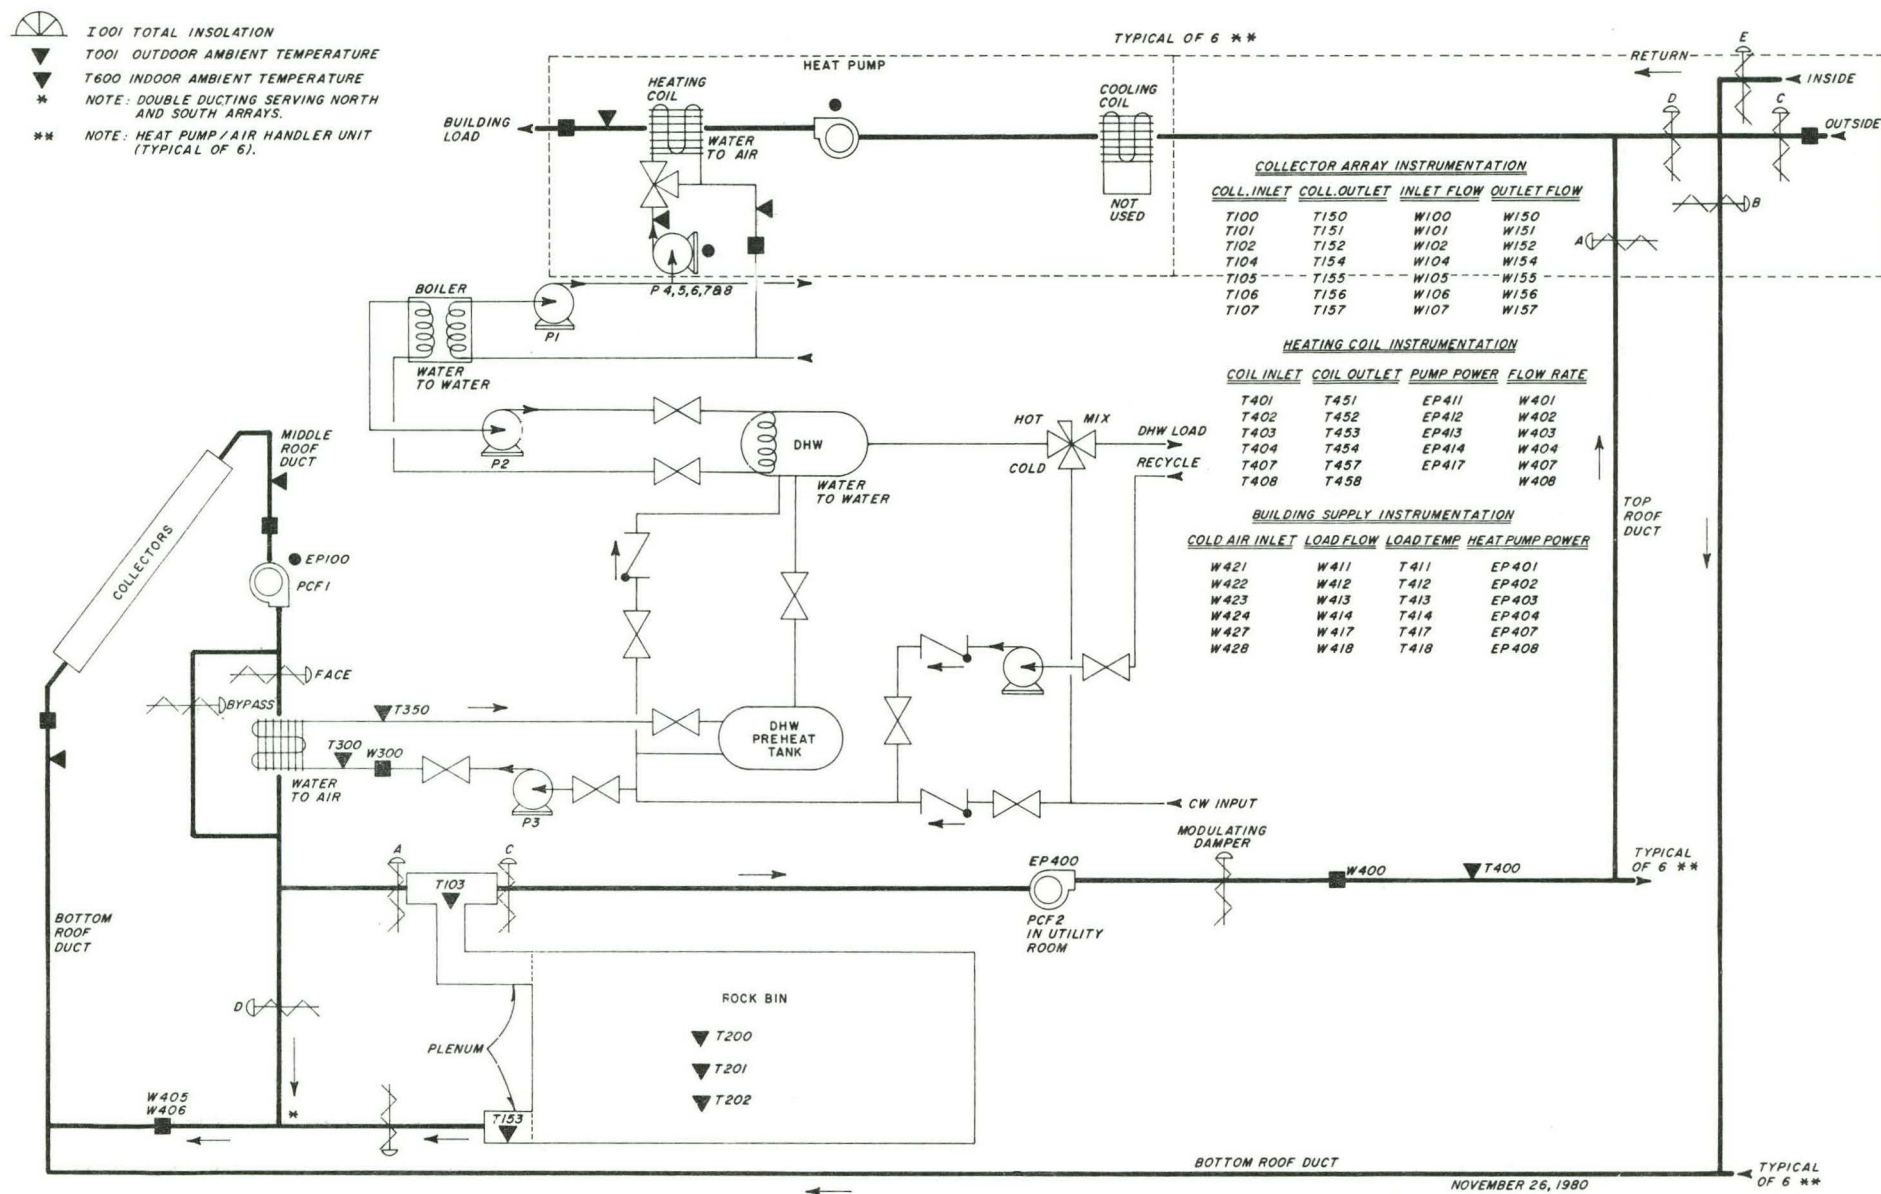 I001 TOTAL INSOLATION
T001 OUTDOOR AMBIENT TEMPERATURE
T600 INDOOR AMBIENT TEMPERATURE
* NOTE: DOUBLE DUCTING SERVING NORTH
AND SOUTH ARRAYS.
** NOTE: HEAT PUMP / AIR HANDLER UNIT
(TYPICAL OF 6).
TYPICAL OF 6 **
HEAT PUMP
HEATING
COIL
BUILDING
LOAD
WATER
TO AIR
COOLING
COIL
NOT
USED
RETURN
E
INSIDE
D
C
OUTSIDE
B
A
P 4,5,6,7&8
BOILER
P1
WATER
TO WATER
P2
DHW
WATER
TO WATER
HOT
MIX
COLD
DHW LOAD
RECYCLE
COLLECTOR ARRAY INSTRUMENTATION
COLL. INLET COLL. OUTLET INLET FLOW OUTLET FLOW
T100 T150 W100 W150
T101 T151 W101 W151
T102 T152 W102 W152
T104 T154 W104 W154
T105 T155 W105 W155
T106 T156 W106 W156
T107 T157 W107 W157
HEATING COIL INSTRUMENTATION
COIL INLET COIL OUTLET PUMP POWER FLOW RATE
T401 T451 EP411 W401
T402 T452 EP412 W402
T403 T453 EP413 W403
T404 T454 EP414 W404
T407 T457 EP417 W407
T408 T458 W408
BUILDING SUPPLY INSTRUMENTATION
COLD AIR INLET LOAD FLOW LOAD TEMP HEAT PUMP POWER
W421 W411 T411 EP401
W422 W412 T412 EP402
W423 W413 T413 EP403
W424 W414 T414 EP404
W427 W417 T417 EP407
W428 W418 T418 EP408
TOP
ROOF
DUCT
MIDDLE
ROOF
DUCT
COLLECTORS
EP100
PCF1
FACE
BYPASS
T350
T300
W300
WATER
TO AIR
P3
DHW
PREHEAT
TANK
CW INPUT
MODULATING
DAMPER
A
C
T103
EP400
PCF2
IN UTILITY
ROOM
W400
T400
TYPICAL
OF 6 **
BOTTOM
ROOF
DUCT
D
ROCK BIN
T200
T201
T202
PLENUM
W405
W406
*
T153
BOTTOM ROOF DUCT
TYPICAL
OF 6 **
NOVEMBER 26, 1980